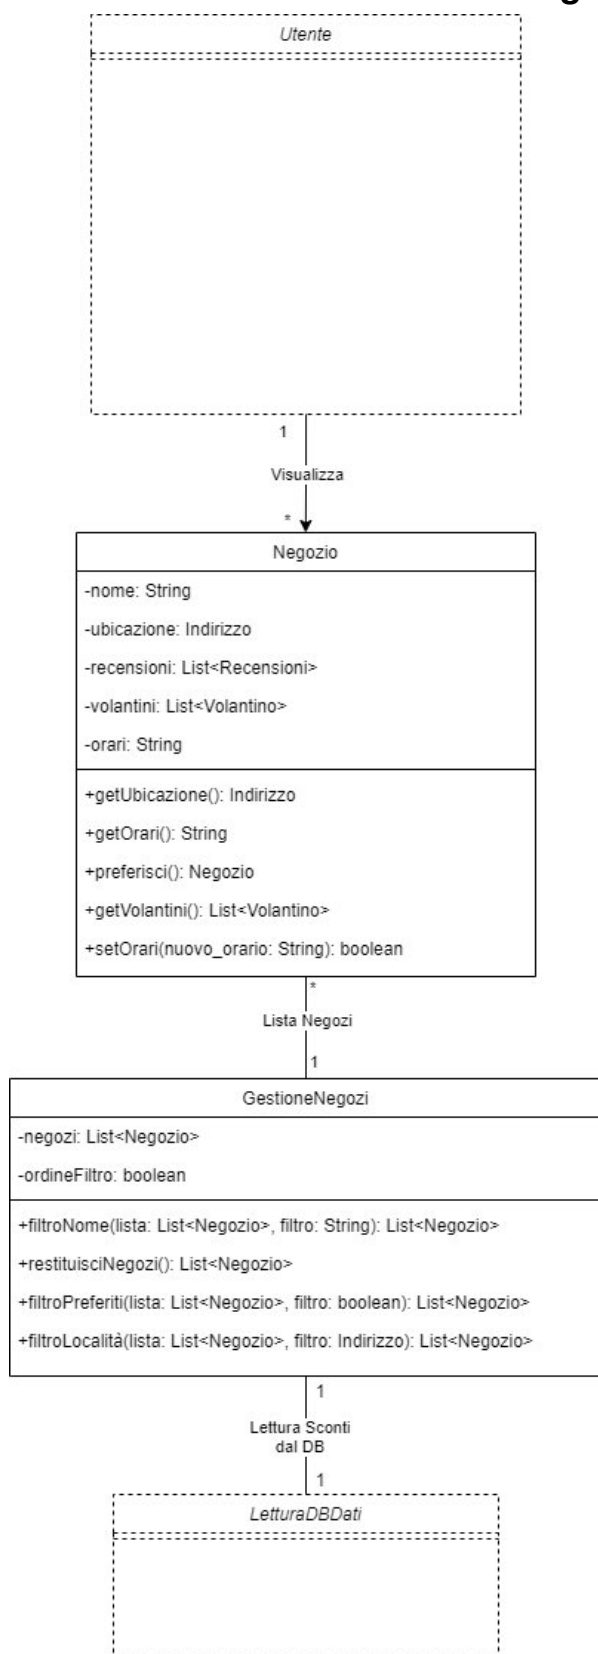 g
Utente
1
Visualizza
*
Negozio
-nome: String
-ubicazione: Indirizzo
-recensioni: List<Recensioni>
-volantini: List<Volantino>
-orari: String
+getUbicazione(): Indirizzo
+getOrari(): String
+preferisci(): Negozio
+getVolantini(): List<Volantino>
+setOrari(nuovo_orario: String): boolean
*
Lista Negozi
1
GestioneNegozi
-negozi: List<Negozio>
-ordineFiltro: boolean
+filtroNome(lista: List<Negozio>, filtro: String): List<Negozio>
+restituisciNegozi(): List<Negozio>
+filtroPreferiti(lista: List<Negozio>, filtro: boolean): List<Negozio>
+filtroLocalità(lista: List<Negozio>, filtro: Indirizzo): List<Negozio>
1
Lettura Sconti
dal DB
1
LetturaDBDati